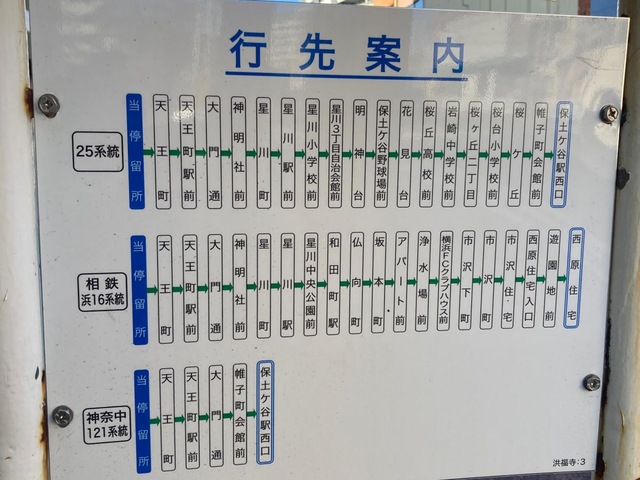 行先案内
25系統
当停留所
天王町
天王町駅前
大門通
神明社前
星川町
星川駅前
星川小学校前
星川3丁目自治会館前
明神台
保土ケ谷野球場前
花見台
桜丘高校前
岩崎中学校前
桜ヶ丘二丁目
桜台小学校前
桜ケ丘
帷子町会館前
保土ケ谷駅西口
相鉄
浜16系統
当停留所
天王町
天王町駅前
大門通
神明社前
星川町
星川駅
星川中央公園前
和田町駅
仏向町
坂本町
アパート前
浄水場前
横浜FCクラブハウス前
市沢下町
市沢町
市沢住宅
西原住宅入口
遊園地前
西原住宅
神奈中
121系統
当停留所
天王町
天王町駅前
大門通
帷子町会館前
保土ケ谷駅西口
洪福寺:3